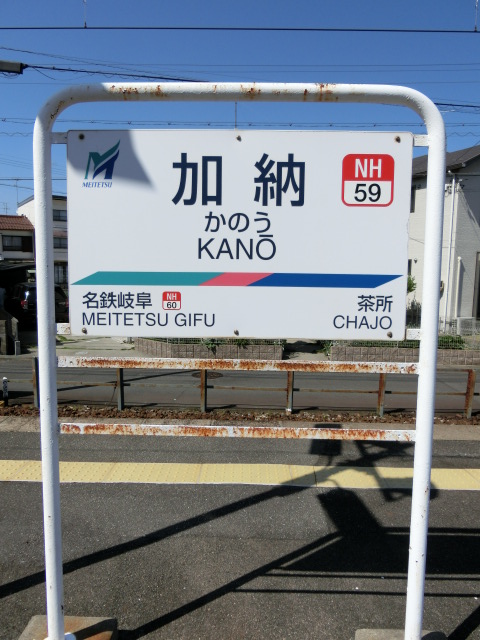 MEITETSU
加納
かのう
KANŌ
NH
59
名鉄岐阜
NH
60
MEITETSU GIFU
茶所
CHAJO